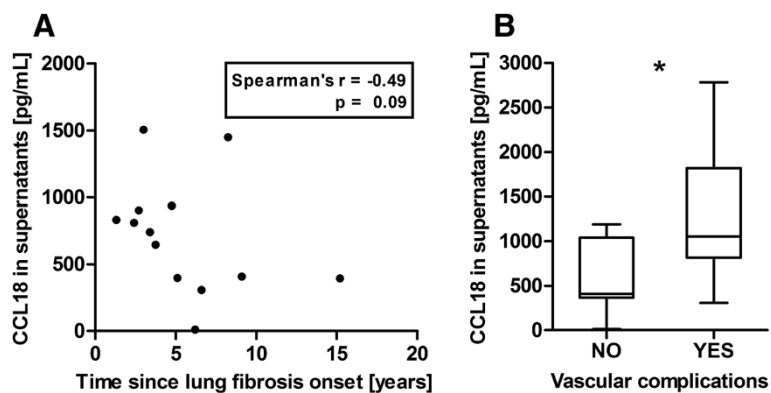 A
CCL18 in supernatants [pg/mL]
2000
1500
1000
500
0
Spearman's r = -0.49
p = 0.09
0 5 10 15 20
Time since lung fibrosis onset [years]
B
CCL18 in supernatants [pg/mL]
3000
2500
2000
1500
1000
500
0
*
NO YES
Vascular complications